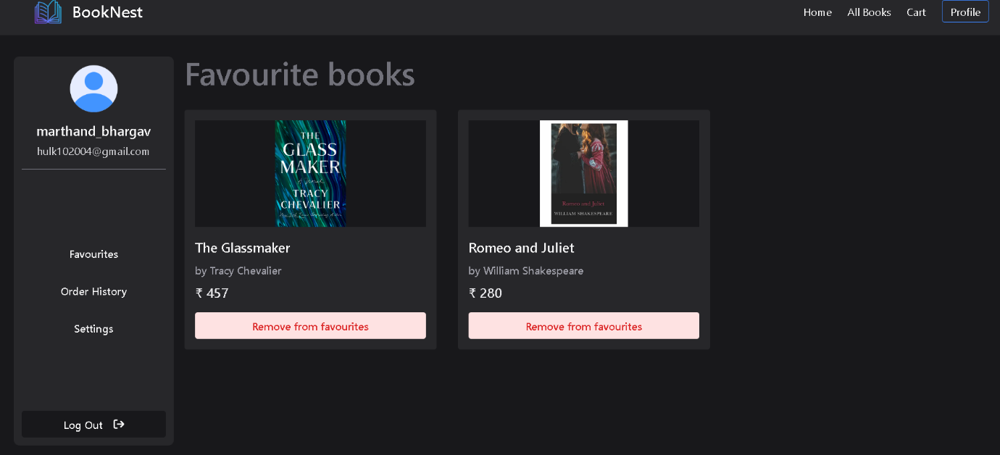 BookNest
Home All Books Cart Profile
marthand_bhargav
hulk102004@gmail.com
Favourites
Order History
Settings
Log Out
Favourite books
THE
GLASS
MAKER
TRACY
CHEVALIER
The Glassmaker
by Tracy Chevalier
₹ 457
Remove from favourites
Romeo and Juliet
WILLIAM SHAKESPEARE
Romeo and Juliet
by William Shakespeare
₹ 280
Remove from favourites